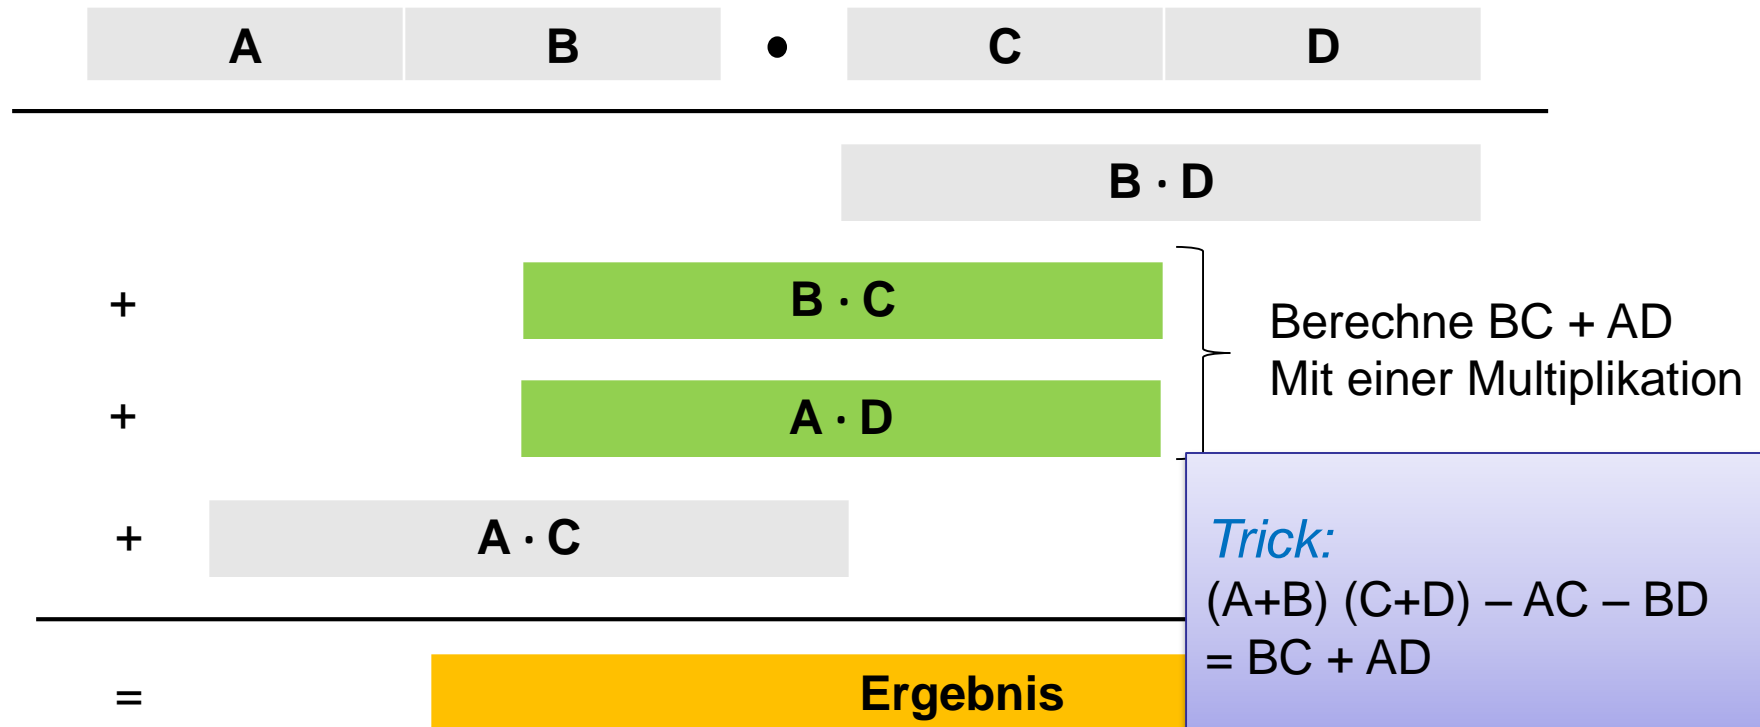 A B • C D
B · D
+ B · C
Berechne BC + AD
Mit einer Multiplikation
+ A · D
+ A · C
Trick:
(A+B) (C+D) – AC – BD
= BC + AD
= Ergebnis